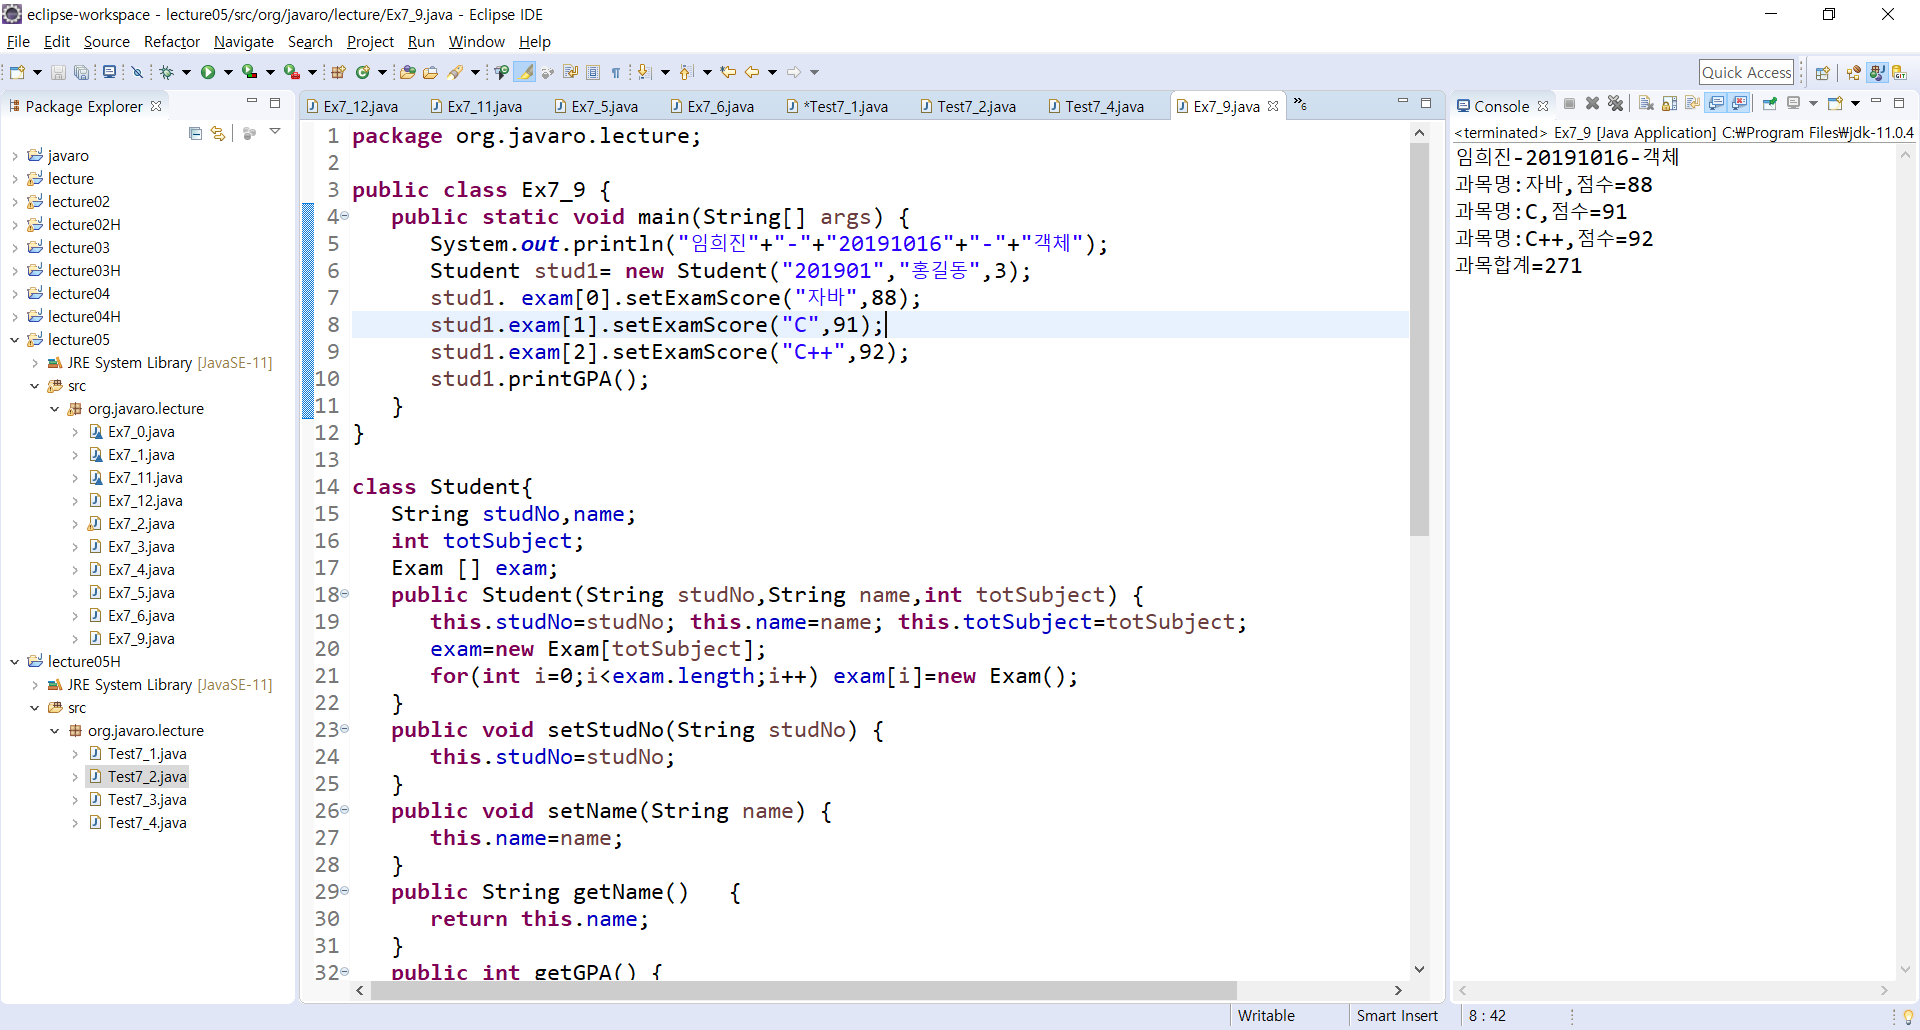 eclipse-workspace - lecture05/src/org/javaro/lecture/Ex7_9.java - Eclipse IDE
File Edit Source Refactor Navigate Search Project Run Window Help
Quick Access
Package Explorer
javaro
lecture
lecture02
lecture02H
lecture03
lecture03H
lecture04
lecture04H
lecture05
JRE System Library [JavaSE-11]
src
org.javaro.lecture
Ex7_0.java
Ex7_1.java
Ex7_11.java
Ex7_12.java
Ex7_2.java
Ex7_3.java
Ex7_4.java
Ex7_5.java
Ex7_6.java
Ex7_9.java
lecture05H
JRE System Library [JavaSE-11]
src
org.javaro.lecture
Test7_1.java
Test7_2.java
Test7_3.java
Test7_4.java
Ex7_12.java Ex7_11.java Ex7_5.java Ex7_6.java *Test7_1.java Test7_2.java Test7_4.java Ex7_9.java »6
1 package org.javaro.lecture;
2
3 public class Ex7_9 {
4 public static void main(String[] args) {
5 System.out.println("임희진"+"-"+"20191016"+"-"+"객체");
6 Student stud1= new Student("201901","홍길동",3);
7 stud1. exam[0].setExamScore("자바",88);
8 stud1.exam[1].setExamScore("C",91);
9 stud1.exam[2].setExamScore("C++",92);
10 stud1.printGPA();
11 }
12 }
13
14 class Student{
15 String studNo,name;
16 int totSubject;
17 Exam [] exam;
18 public Student(String studNo,String name,int totSubject) {
19 this.studNo=studNo; this.name=name; this.totSubject=totSubject;
20 exam=new Exam[totSubject];
21 for(int i=0;i<exam.length;i++) exam[i]=new Exam();
22 }
23 public void setStudNo(String studNo) {
24 this.studNo=studNo;
25 }
26 public void setName(String name) {
27 this.name=name;
28 }
29 public String getName() {
30 return this.name;
31 }
32 public int getGPA() {
Console
<terminated> Ex7_9 [Java Application] C:₩Program Files₩jdk-11.0.4
임희진-20191016-객체
과목명:자바,점수=88
과목명:C,점수=91
과목명:C++,점수=92
과목합계=271
Writable Smart Insert 8 : 42